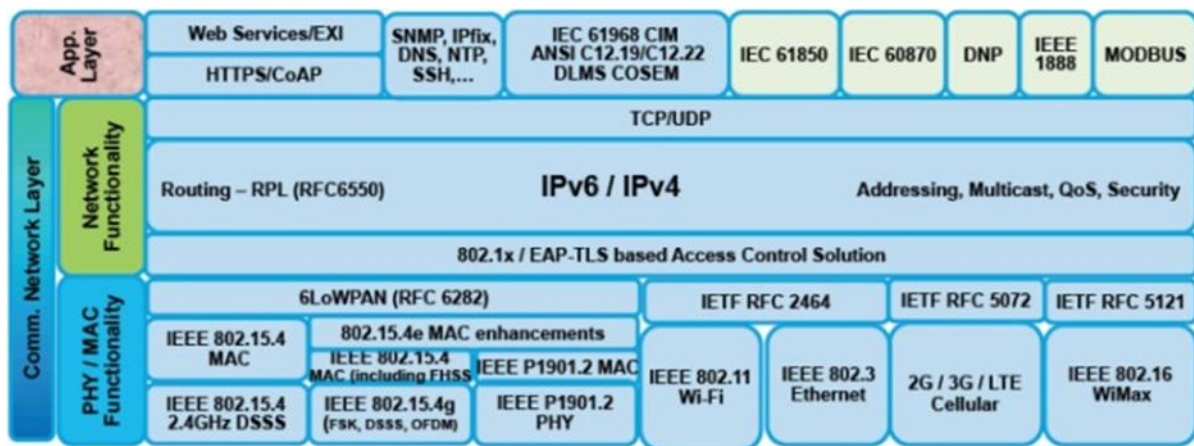 App.
Layer
Web Services/EXI
HTTPS/CoAP
SNMP, IPfix,
DNS, NTP,
SSH,...
IEC 61968 CIM
ANSI C12.19/C12.22
DLMS COSEM
IEC 61850
IEC 60870
DNP
IEEE
1888
MODBUS
Comm. Network Layer
Network
Functionality
TCP/UDP
Routing – RPL (RFC6550)
IPv6 / IPv4
Addressing, Multicast, QoS, Security
802.1x / EAP-TLS based Access Control Solution
PHY / MAC
Functionality
6LoWPAN (RFC 6282)
IETF RFC 2464
IETF RFC 5072
IETF RFC 5121
IEEE 802.15.4
MAC
802.15.4e MAC enhancements
IEEE 802.15.4
MAC (including FHSS
IEEE P1901.2 MAC
IEEE 802.15.4
2.4GHz DSSS
IEEE 802.15.4g
(FSK, DSSS, OFDM)
IEEE P1901.2
PHY
IEEE 802.11
Wi-Fi
IEEE 802.3
Ethernet
2G / 3G / LTE
Cellular
IEEE 802.16
WiMax